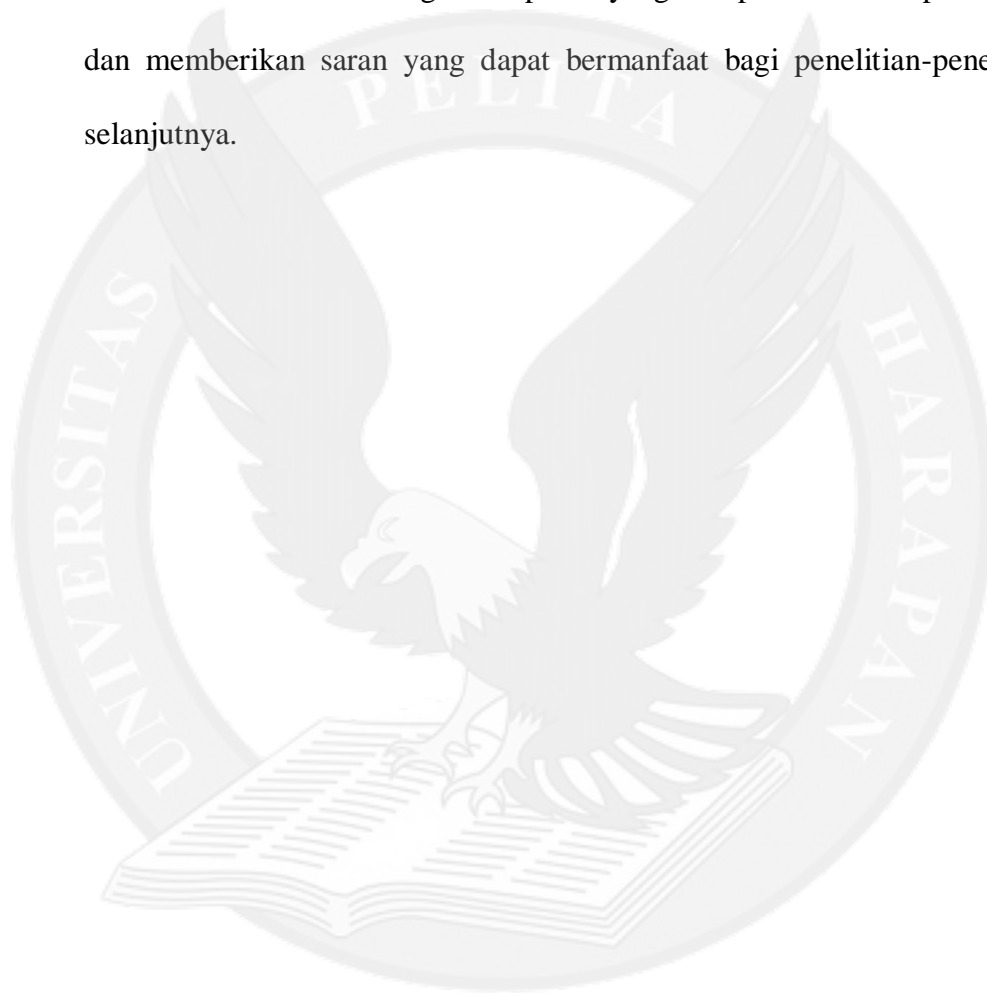 dan memberikan saran yang dapat bermanfaat bagi penelitian-pene
selanjutnya.
UNIVERSITAS PELITA HARAPAN